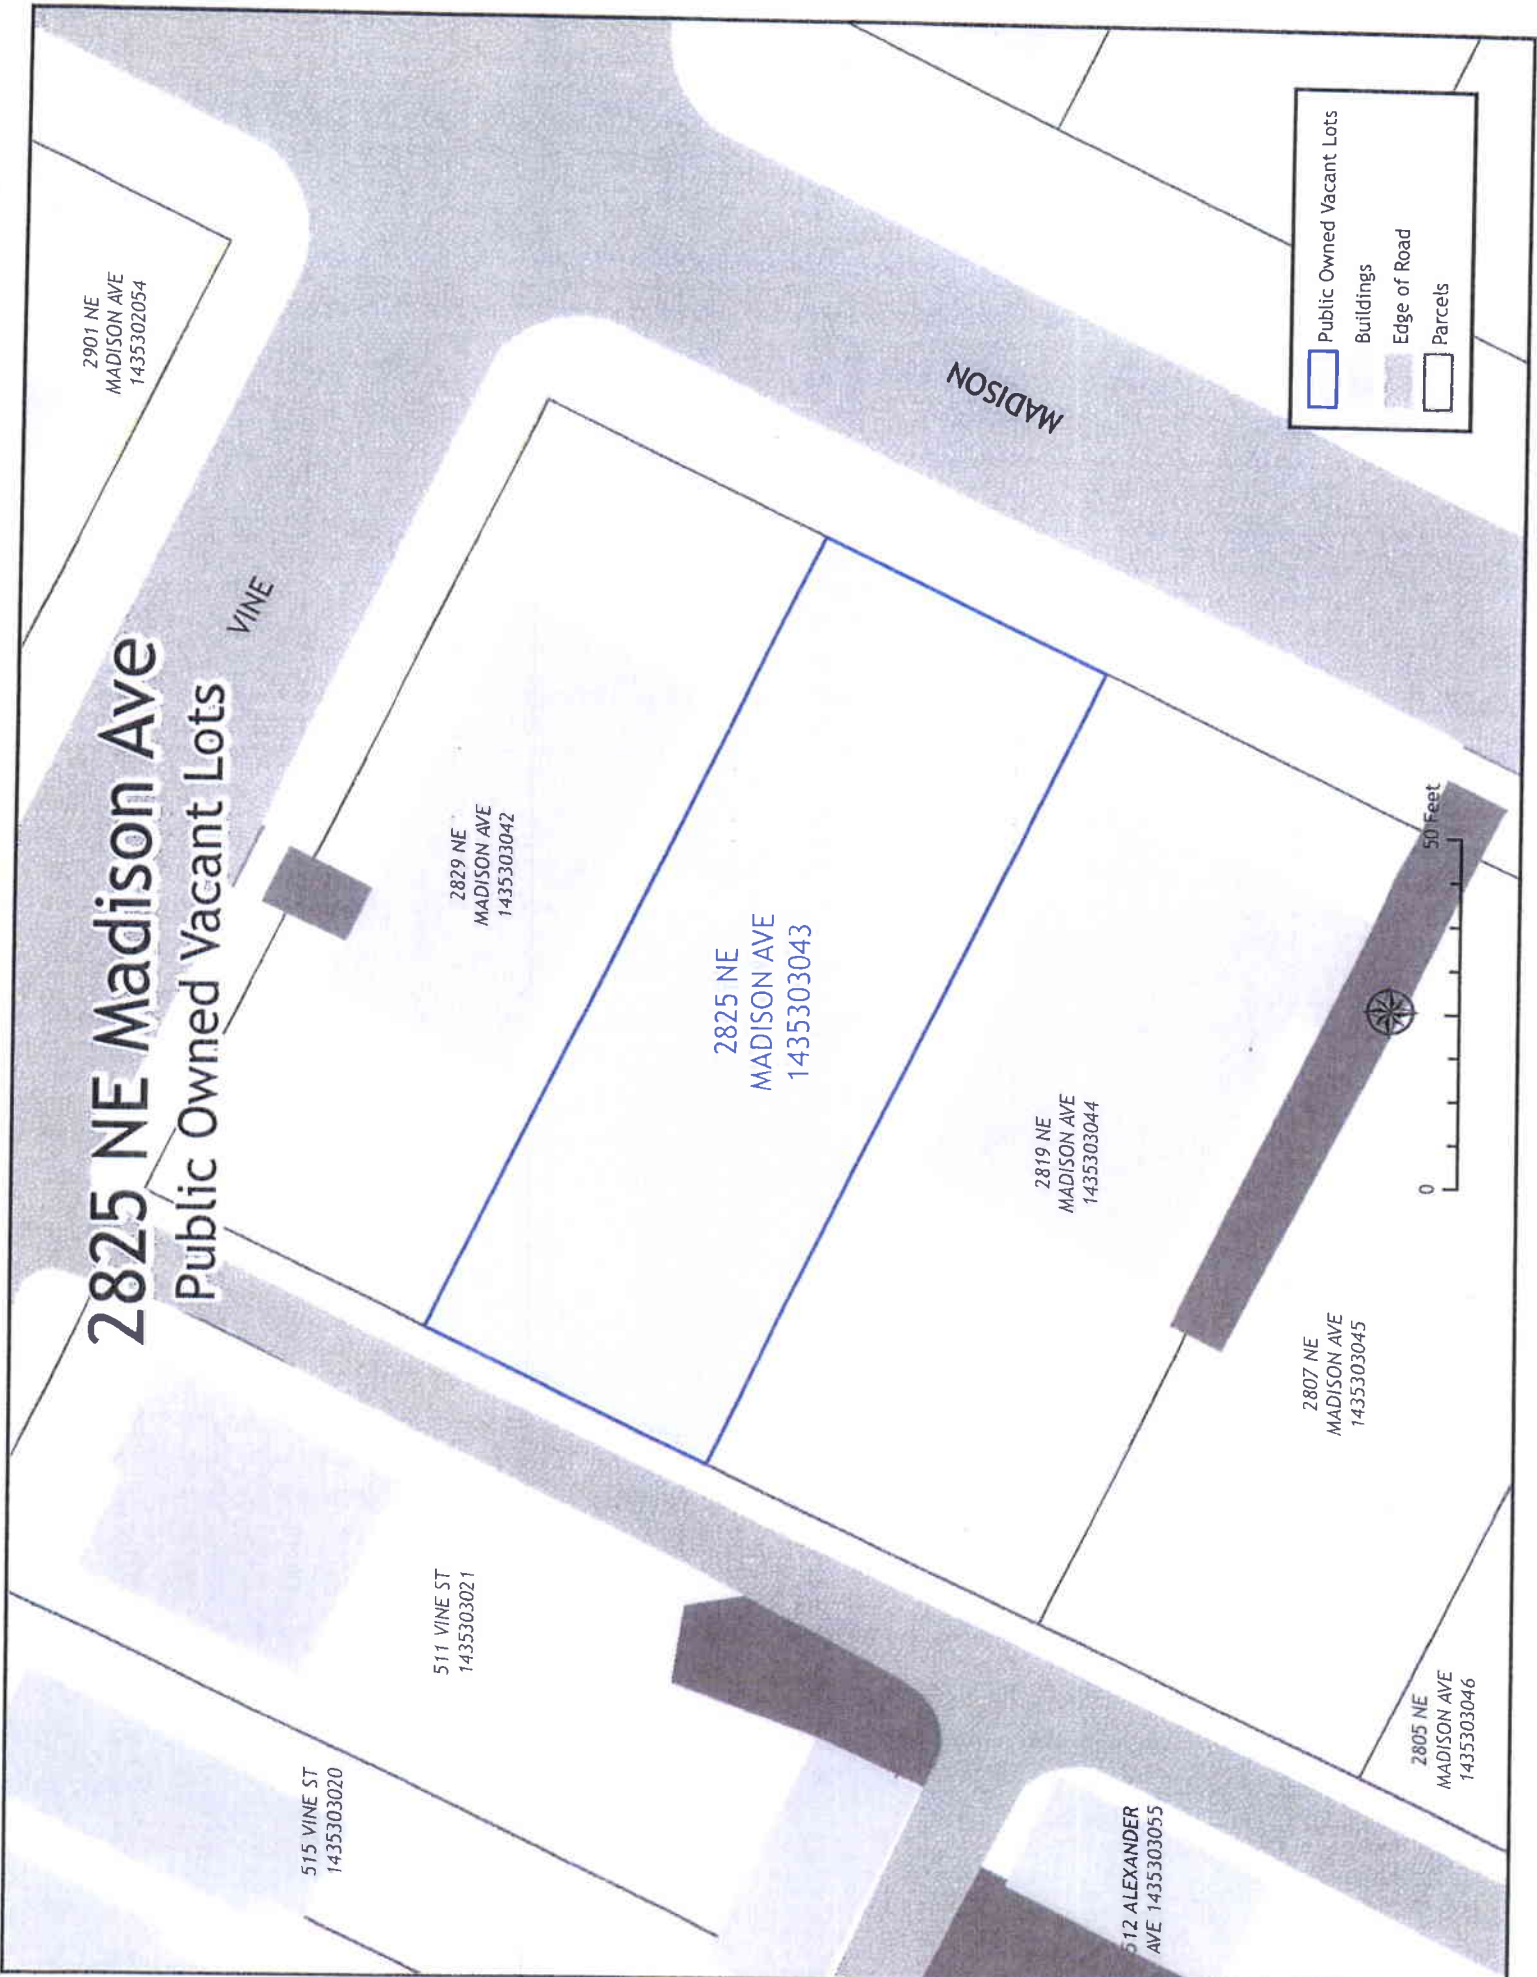 2825 NE Madison Ave
Public Owned Vacant Lots
VINE
2901 NE
MADISON AVE
1435302054
515 VINE ST
1435303020
511 VINE ST
1435303021
2829 NE
MADISON AVE
1435303042
2825 NE
MADISON AVE
1435303043
MADISON
2819 NE
MADISON AVE
1435303044
512 ALEXANDER
AVE 1435303055
2807 NE
MADISON AVE
1435303045
2805 NE
MADISON AVE
1435303046
0
50 Feet
Public Owned Vacant Lots
Buildings
Edge of Road
Parcels